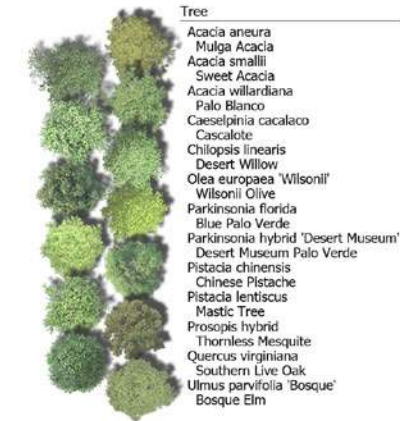 Tree
Acacia aneura
Mulga Acacia
Acacia smallii
Sweet Acacia
Acacia willardiana
Palo Blanco
Caeselpinia cacalaco
Cascalote
Chilopsis linearis
Desert Willow
Olea europaea 'Wilsonii'
Wilsonii Olive
Parkinsonia florida
Blue Palo Verde
Parkinsonia hybrid 'Desert Museum'
Desert Museum Palo Verde
Pistacia chinensis
Chinese Pistache
Pistacia lentiscus
Mastic Tree
Prosopis hybrid
Thornless Mesquite
Quercus virginiana
Southern Live Oak
Ulmus parvifolia 'Bosque'
Bosque Elm